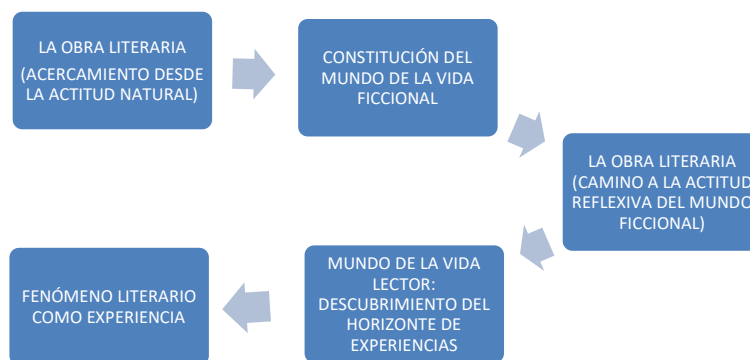 LA OBRA LITERARIA
(ACERCAMIENTO DESDE
LA ACTITUD NATURAL)
CONSTITUCIÓN DEL
MUNDO DE LA VIDA
FICCIONAL
LA OBRA LITERARIA
(CAMINO A LA ACTITUD
REFLEXIVA DEL MUNDO
FICCIONAL)
MUNDO DE LA VIDA
LECTOR:
DESCUBRIMIENTO DEL
HORIZONTE DE
EXPERIENCIAS
FENÓMENO LITERARIO
COMO EXPERIENCIA